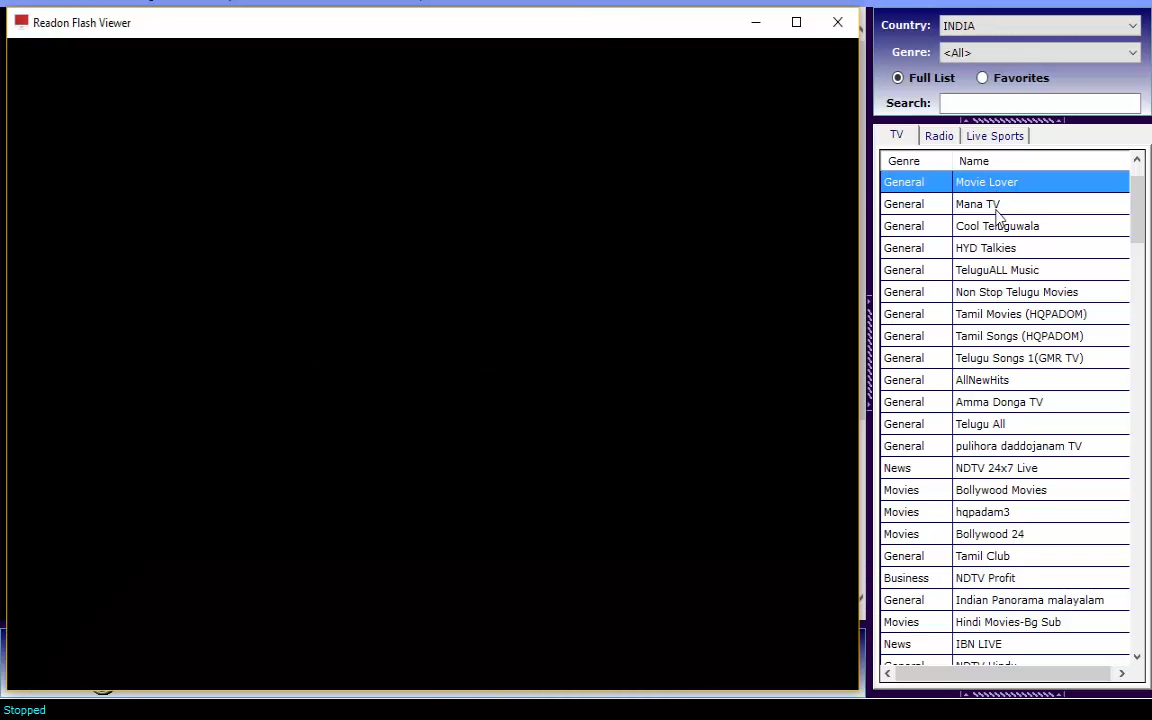 Readon Flash Viewer
Country: INDIA
Genre: <All>
Full List Favorites
Search:
TV Radio Live Sports
Genre Name
General Movie Lover
General Mana TV
General Cool Teluguwala
General HYD Talkies
General TeluguALL Music
General Non Stop Telugu Movies
General Tamil Movies (HQPADOM)
General Tamil Songs (HQPADOM)
General Telugu Songs 1(GMR TV)
General AllNewHits
General Amma Donga TV
General Telugu All
General pulihora daddojanam TV
News NDTV 24x7 Live
Movies Bollywood Movies
Movies hqpadam3
Movies Bollywood 24
General Tamil Club
Business NDTV Profit
General Indian Panorama malayalam
Movies Hindi Movies-Bg Sub
News IBN LIVE
General NDTV Hindu
Stopped